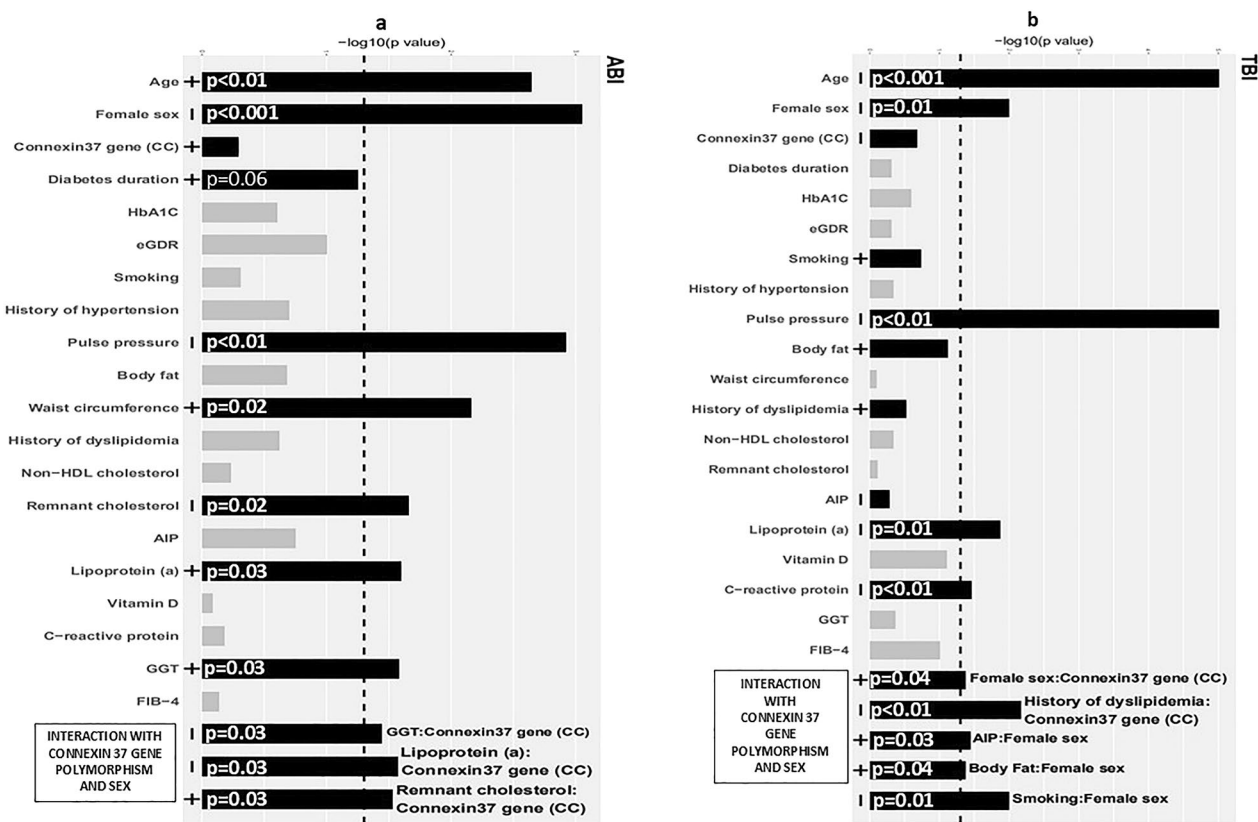 a
−log10(p value)
ABI
Age + p<0.01
Female sex − p<0.001
Connexin37 gene (CC) +
Diabetes duration + p=0.06
HbA1C
eGDR
Smoking
History of hypertension
Pulse pressure − p<0.01
Body fat
Waist circumference + p=0.02
History of dyslipidemia
Non−HDL cholesterol
Remnant cholesterol − p=0.02
AIP
Lipoprotein (a) + p=0.03
Vitamin D
C−reactive protein
GGT + p=0.03
FIB−4
INTERACTION WITH
CONNEXIN 37 GENE
POLYMORPHISM
AND SEX
− p=0.03 GGT:Connexin37 gene (CC)
− p=0.03 Lipoprotein (a):
Connexin37 gene (CC)
+ p=0.03 Remnant cholesterol:
Connexin37 gene (CC)
b
−log10(p value)
TBI
Age − p<0.001
Female sex − p=0.01
Connexin37 gene (CC) −
Diabetes duration
HbA1C
eGDR
Smoking +
History of hypertension
Pulse pressure − p<0.01
Body fat +
Waist circumference
History of dyslipidemia +
Non−HDL cholesterol
Remnant cholesterol
AIP −
Lipoprotein (a) − p=0.01
Vitamin D
C−reactive protein − p<0.01
GGT
FIB−4
INTERACTION
WITH
CONNEXIN 37
GENE
POLYMORPHISM
AND SEX
+ p=0.04 Female sex:Connexin37 gene (CC)
− p<0.01 History of dyslipidemia:
Connexin37 gene (CC)
+ p=0.03 AIP:Female sex
+ p=0.04 Body Fat:Female sex
− p=0.01 Smoking:Female sex